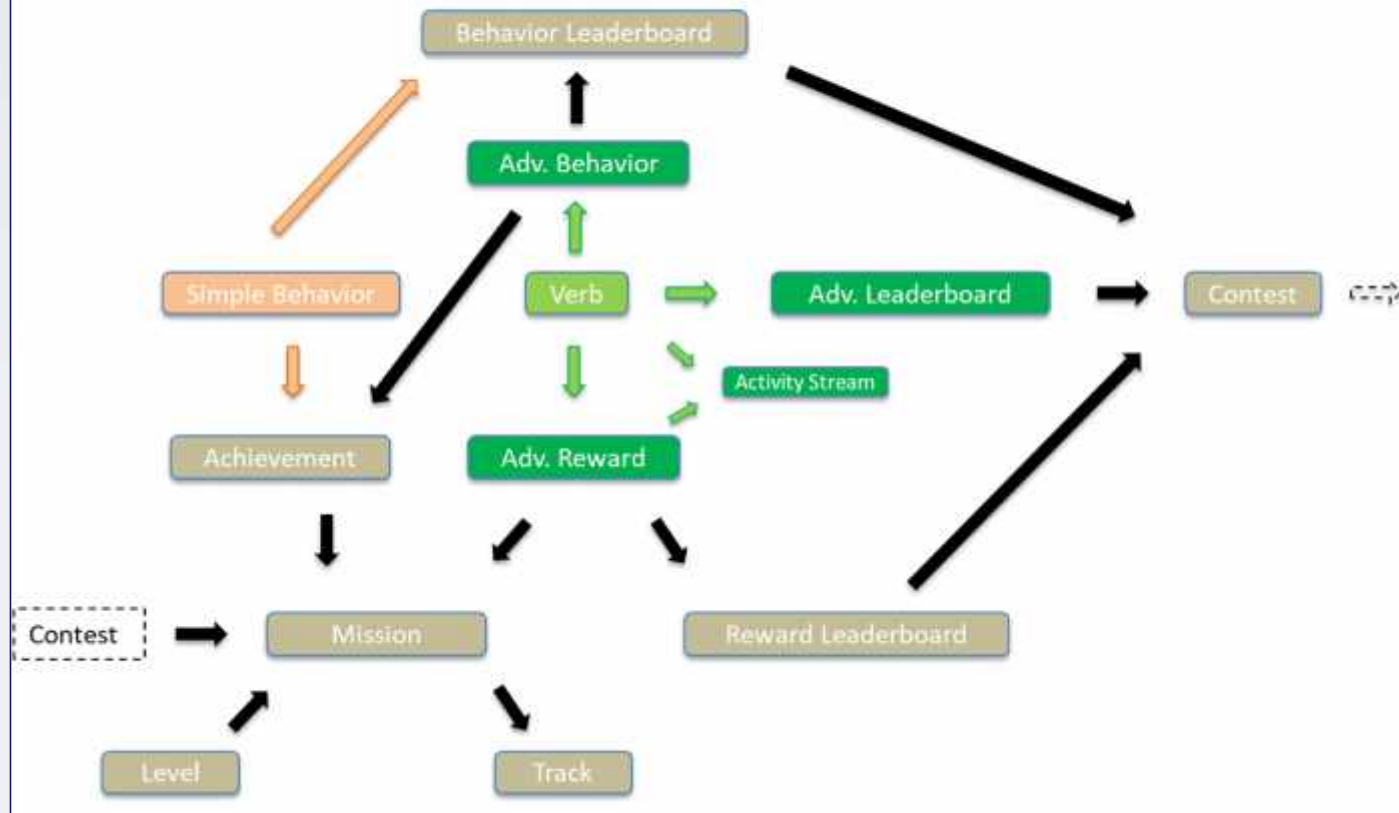 Behavior Leaderboard
Adv. Behavior
Simple Behavior
Verb
Adv. Leaderboard
Contest
Activity Stream
Achievement
Adv. Reward
Contest
Mission
Reward Leaderboard
Level
Track